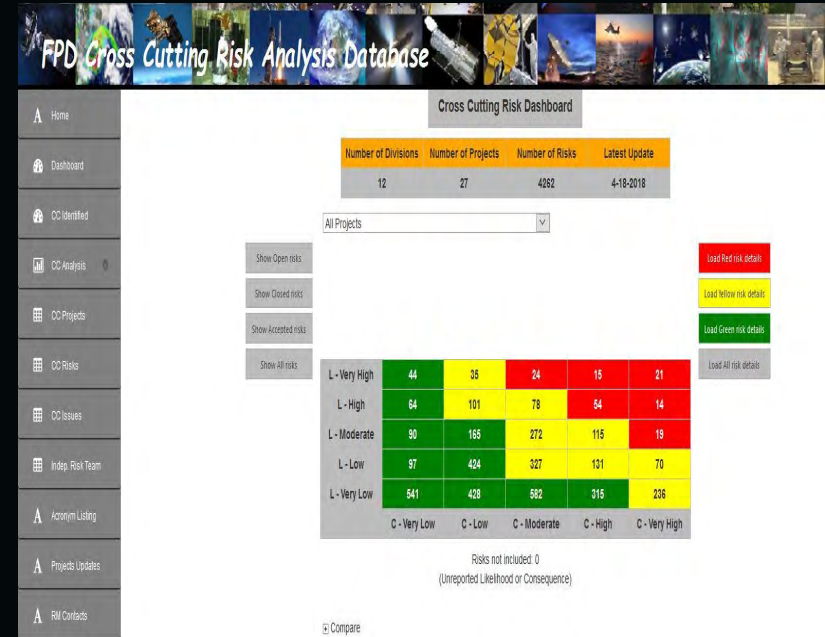 FPD Cross Cutting Risk Analysis Database
Home
Dashboard
CC Identified
CC Analysis
CC Projects
CC Risks
CC Issues
Indep. Risk Team
Acronym Listing
Projects Updates
RM Contacts
Cross Cutting Risk Dashboard
Number of Divisions Number of Projects Number of Risks Latest Update
12 27 4262 4-18-2018
All Projects
Show Open risks
Show Closed risks
Show Accepted risks
Show All risks
Load Red risk details
Load Yellow risk details
Load Green risk details
Load All risk details
L - Very High 44 35 24 15 21
L - High 64 101 78 54 14
L - Moderate 90 165 272 115 19
L - Low 97 424 327 131 70
L - Very Low 541 428 582 315 236
C - Very Low C - Low C - Moderate C - High C - Very High
Risks not included: 0
(Unreported Likelihood or Consequence)
Compare